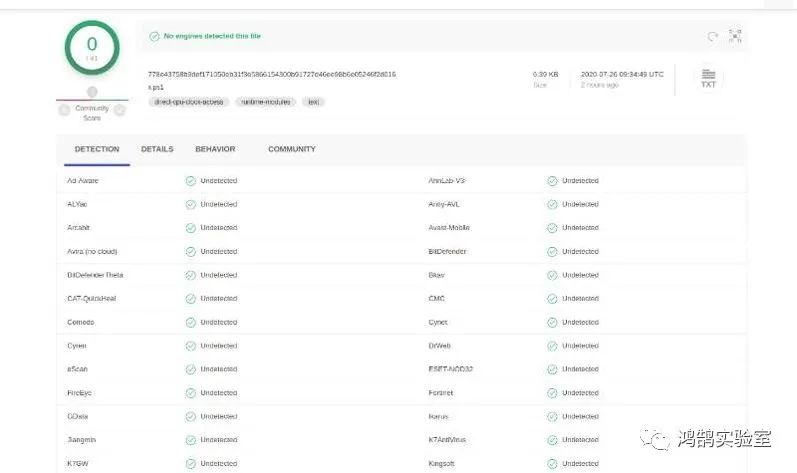 0
No engines detected this file
6.39 KB
2020-07-26 09:34:49 UTC
Size
2 hours ago
TXT
x.ps1
direct-cpu-clock-access runtime-modules text
Community
Score
DETECTION DETAILS BEHAVIOR COMMUNITY
Ad-Aware Undetected AhnLab-V3 Undetected
ALYac Undetected Antiy-AVL Undetected
Arcabit Undetected Avast-Mobile Undetected
Avira (no cloud) Undetected BitDefender Undetected
BitDefenderTheta Undetected Bkav Undetected
CAT-QuickHeal Undetected CMC Undetected
Comodo Undetected Cynet Undetected
Cyren Undetected DrWeb Undetected
eScan Undetected ESET-NOD32 Undetected
FireEye Undetected Fortinet Undetected
GData Undetected Ikarus Undetected
Jiangmin Undetected K7AntiVirus Undetected
K7GW Undetected Kingsoft Undetected
鸿鹄实验室